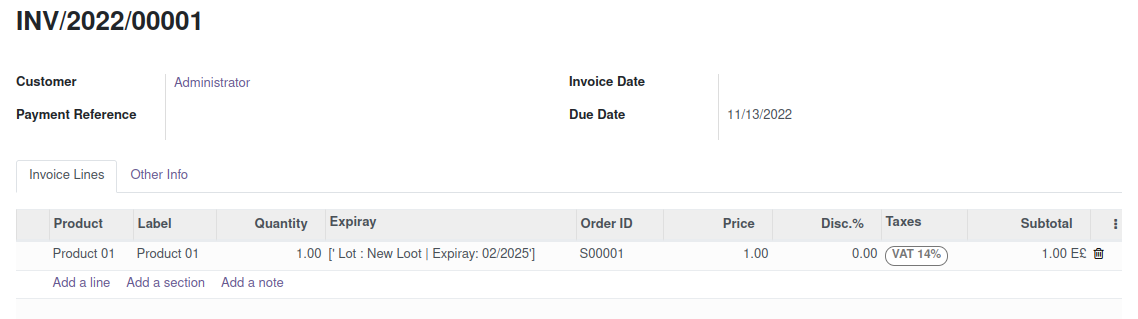 INV/2022/00001
Customer Administrator Invoice Date
Payment Reference Due Date 11/13/2022
Invoice Lines Other Info
Product Label Quantity Expiray Order ID Price Disc.% Taxes Subtotal
Product 01 Product 01 1.00 [' Lot : New Loot | Expiray: 02/2025'] S00001 1.00 0.00 VAT 14% 1.00 E£
Add a line Add a section Add a note